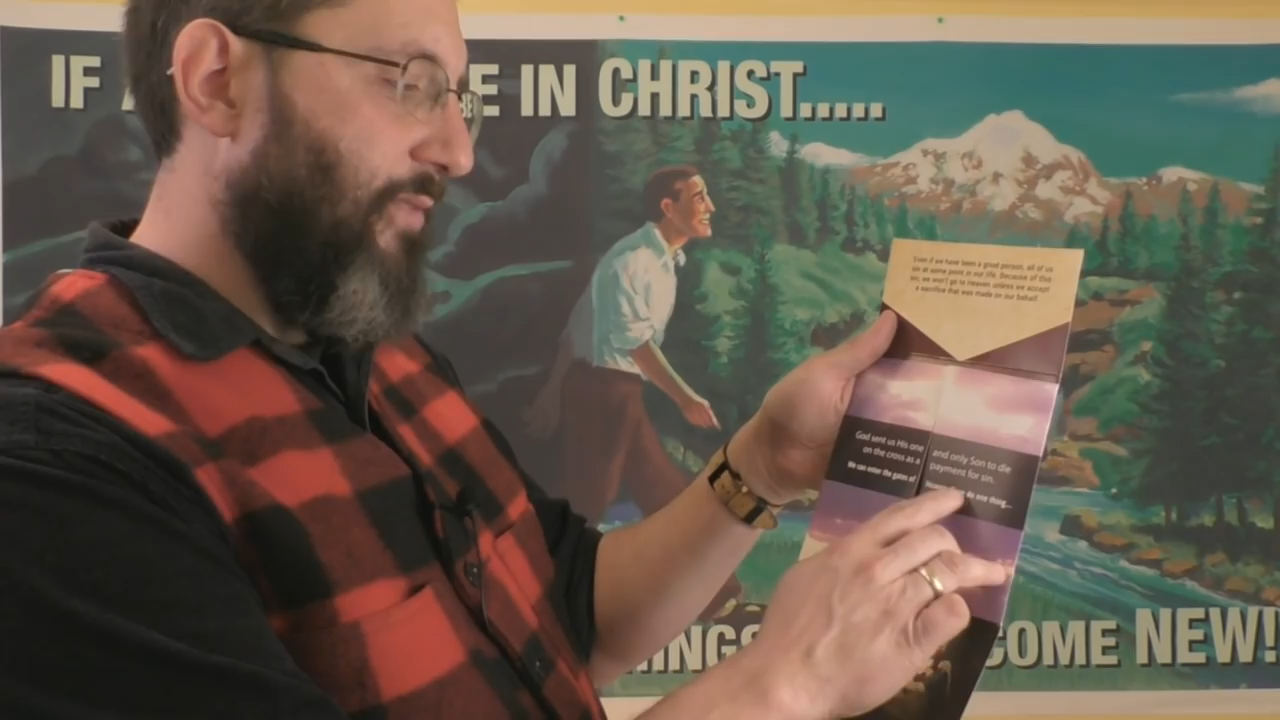 IF A E IN CHRIST.....
Even if we have been a good person, all of us
sin at some point in our life. Because of this
sin, we won't go to Heaven unless we accept
a sacrifice that was made on our behalf.
God sent us His one and only Son to die
on the cross as a payment for sin.
We can enter the gates of do one thing...
INGS COME NEW!